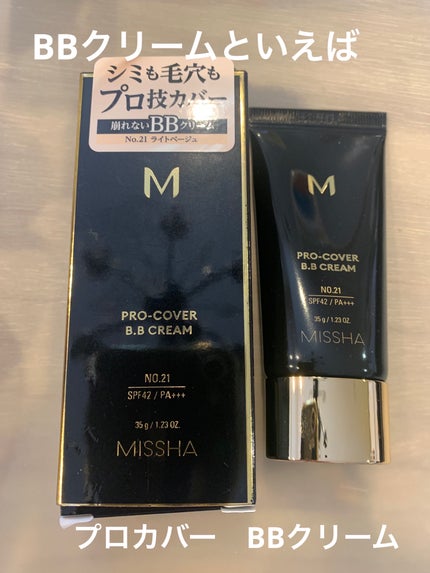 BBクリームといえば
シミも毛穴も
プロ技カバー
崩れないBBクリーム
No.21 ライトベージュ
M
PRO-COVER
B.B CREAM
NO.21
SPF42 / PA+++
35 g / 1.23 OZ.
MISSHA
M
PRO-COVER
B.B CREAM
NO.21
SPF42 / PA+++
35 g / 1.23 OZ.
MISSHA
プロカバー　BBクリーム